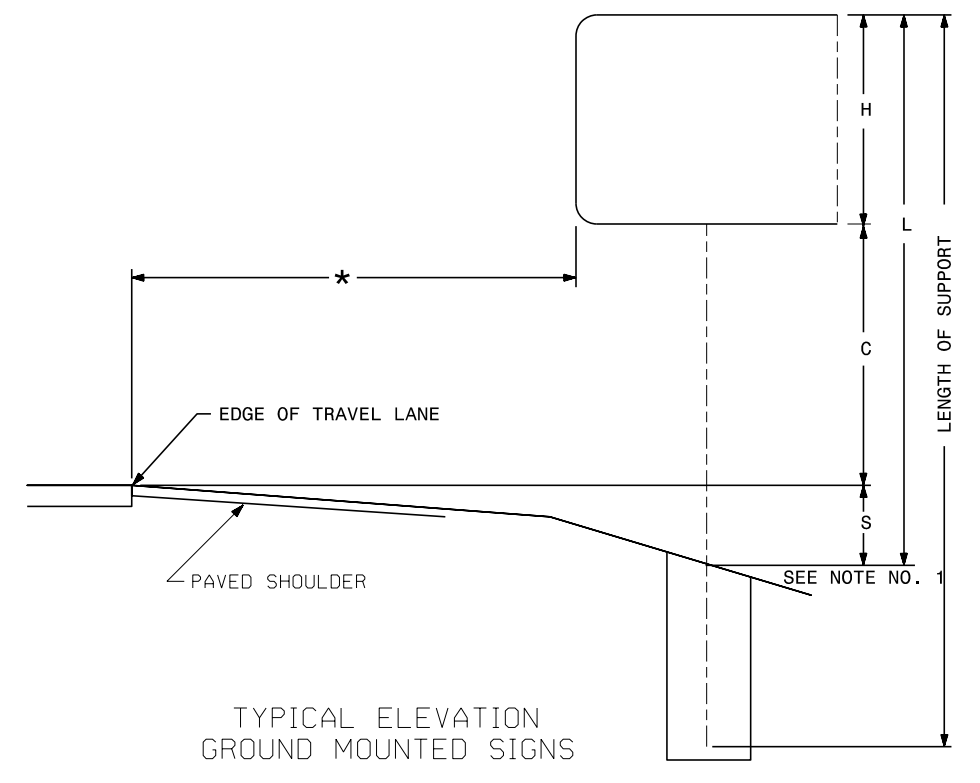 H
L
LENGTH OF SUPPORT
*
C
EDGE OF TRAVEL LANE
S
PAVED SHOULDER
SEE NOTE NO. 1
TYPICAL ELEVATION
GROUND MOUNTED SIGNS